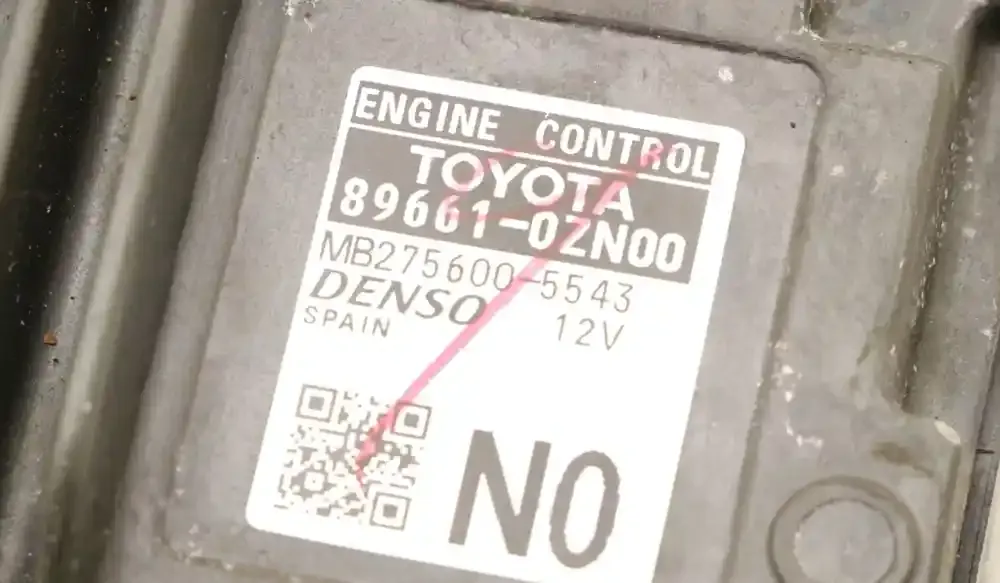 ENGINE CONTROL
TOYOTA
89661-0ZN00
MB275600-5543
DENSO 12V
SPAIN
N0